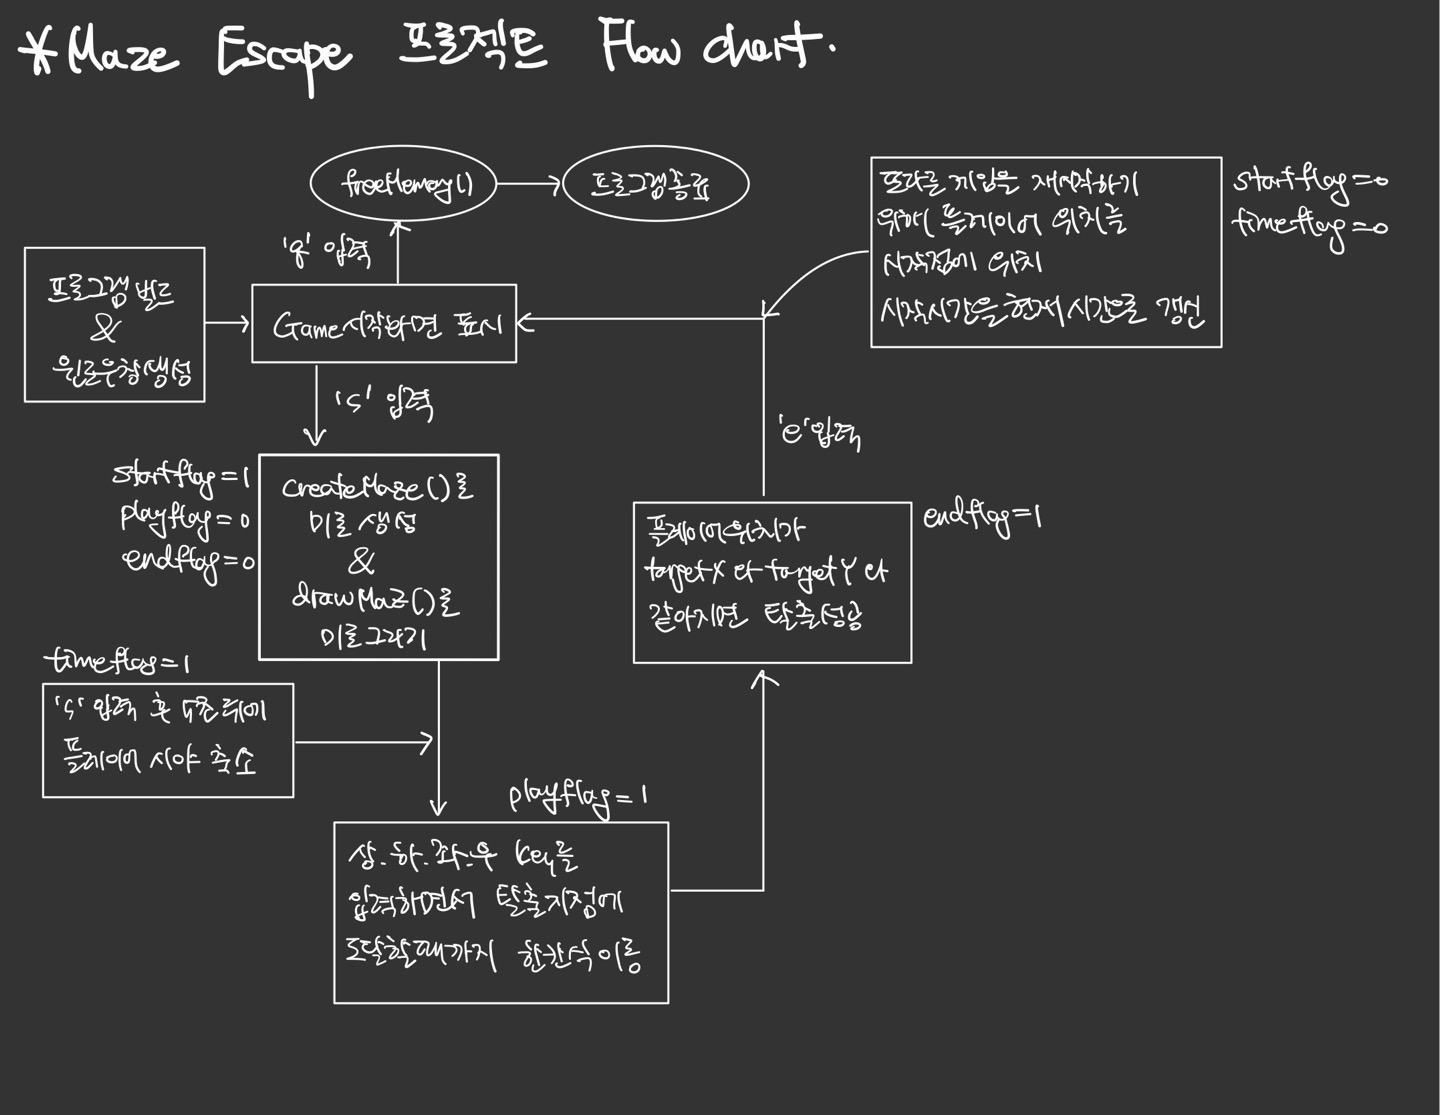 *Maze Escape 프로젝트 Flow chart.
freeMemory()
프로그램종료
또다른 게임을 재시작하기
위해 플레이어 위치를
시작점에 위치
시작시간을현재시간으로 갱신
startflag=0
timeflag=0
'q' 입력
프로그램 빌드
&
윈도우창생성
Game시작화면 표시
's' 입력
'e'입력
startflag=1
playflag=0
endflag=0
createMaze()로
미로 생성
&
drawMaz()로
미로그리기
플레이어위치가
targetX 와 targetY 와
같아지면 탈출성공
endflag=1
timeflag=1
's' 입력 후 5초뒤에
플레이어 시야 축소
playflag=1
상.하.좌.우 key를
입력하면서 탈출지점에
도달할때까지 한칸식이동